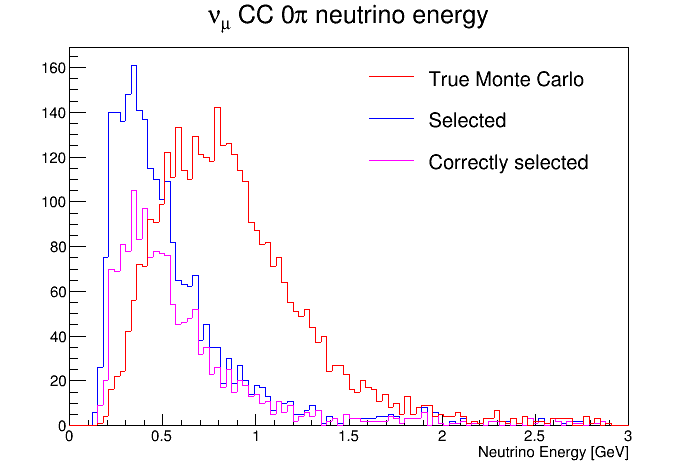 νμ CC 0π neutrino energy
True Monte Carlo
Selected
Correctly selected
160
140
120
100
80
60
40
20
0
0 0.5 1 1.5 2 2.5 3
Neutrino Energy [GeV]